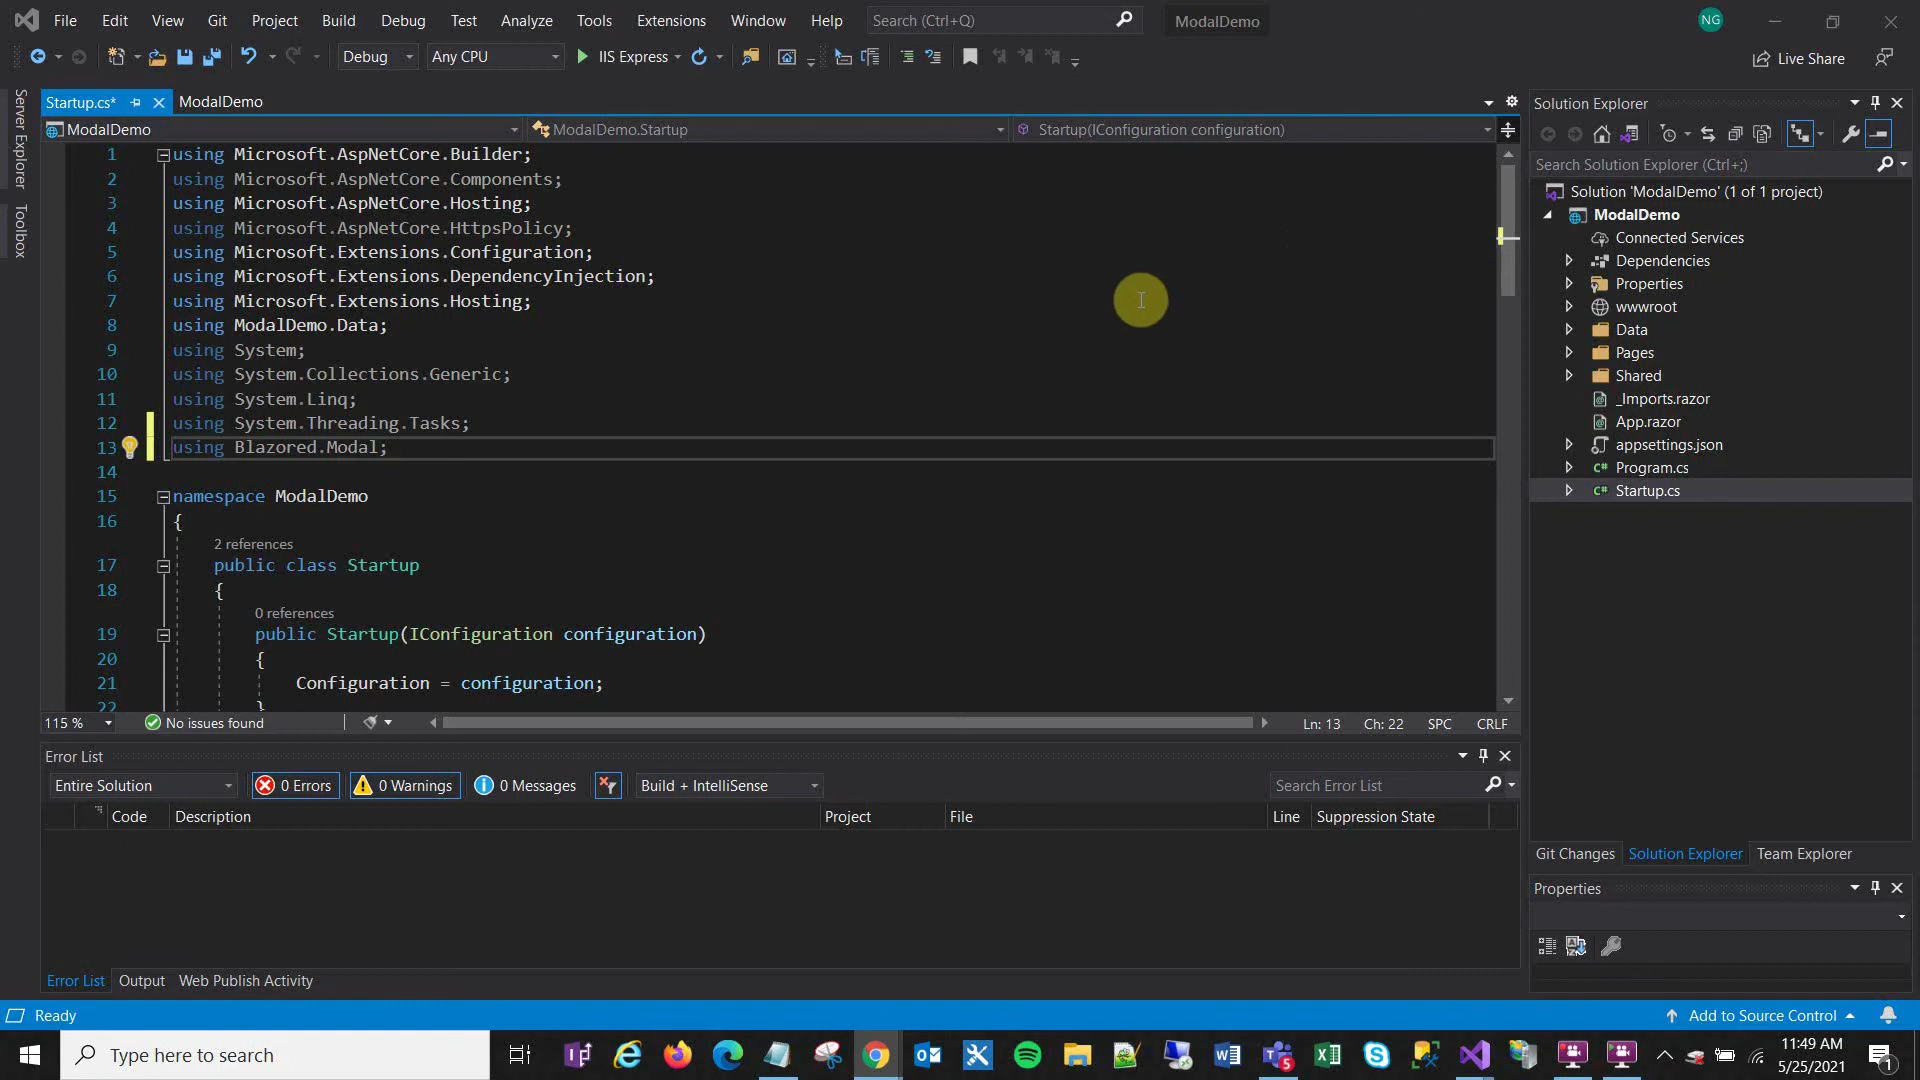 File Edit View Git Project Build Debug Test Analyze Tools Extensions Window Help Search (Ctrl+Q) ModalDemo NG
Debug Any CPU IIS Express Live Share
Server Explorer
Toolbox
Startup.cs* ModalDemo
ModalDemo ModalDemo.Startup Startup(IConfiguration configuration)
1 using Microsoft.AspNetCore.Builder;
2 using Microsoft.AspNetCore.Components;
3 using Microsoft.AspNetCore.Hosting;
4 using Microsoft.AspNetCore.HttpsPolicy;
5 using Microsoft.Extensions.Configuration;
6 using Microsoft.Extensions.DependencyInjection;
7 using Microsoft.Extensions.Hosting;
8 using ModalDemo.Data;
9 using System;
10 using System.Collections.Generic;
11 using System.Linq;
12 using System.Threading.Tasks;
13 using Blazored.Modal;
14
15 namespace ModalDemo
16 {
2 references
17 public class Startup
18 {
0 references
19 public Startup(IConfiguration configuration)
20 {
21 Configuration = configuration;
22 }
115 % No issues found Ln: 13 Ch: 22 SPC CRLF
Error List
Entire Solution 0 Errors 0 Warnings 0 Messages Build + IntelliSense Search Error List
Code Description Project File Line Suppression State
Error List Output Web Publish Activity
Solution Explorer
Search Solution Explorer (Ctrl+;)
Solution 'ModalDemo' (1 of 1 project)
ModalDemo
Connected Services
Dependencies
Properties
wwwroot
Data
Pages
Shared
_Imports.razor
App.razor
appsettings.json
C# Program.cs
C# Startup.cs
Git Changes Solution Explorer Team Explorer
Properties
Ready Add to Source Control
Type here to search 11:49 AM
5/25/2021